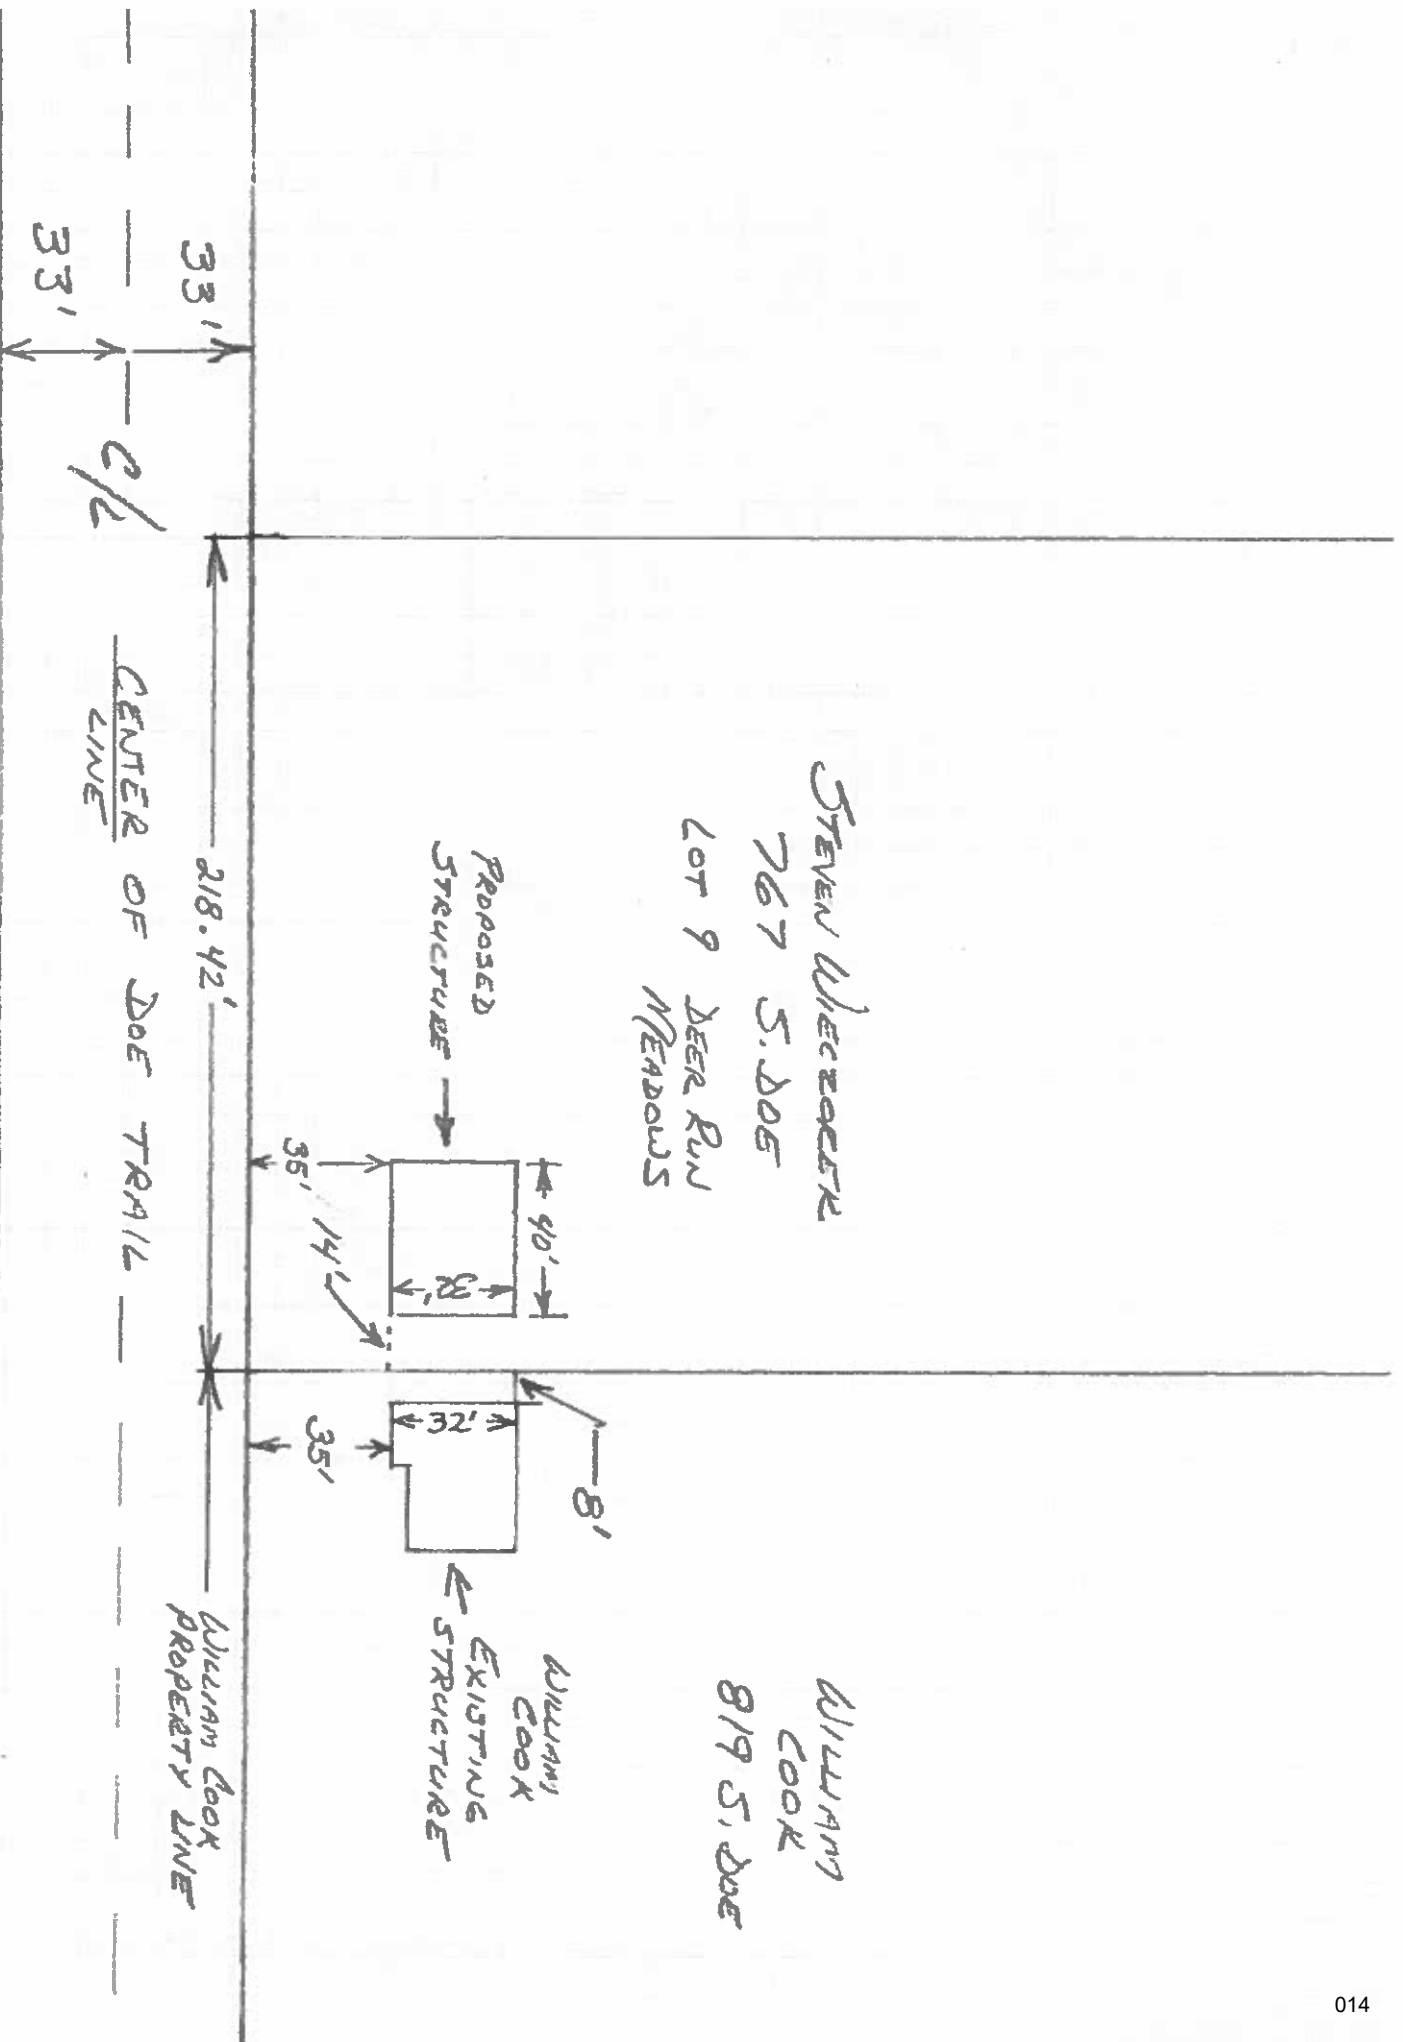 STEVEN WIECZOREK
767 S. DOE
LOT 9 DEER RUN
MEADOWS
WILLIAM
COOK
819 S. DOE
PROPOSED
STRUCTURE
40'
32'
14'
35'
8'
32'
35'
WILLIAM
COOK
EXISTING
STRUCTURE
33'
33'
C/L
218.42'
WILLIAM COOK
PROPERTY LINE
CENTER OF DOE TRAIL
LINE
014